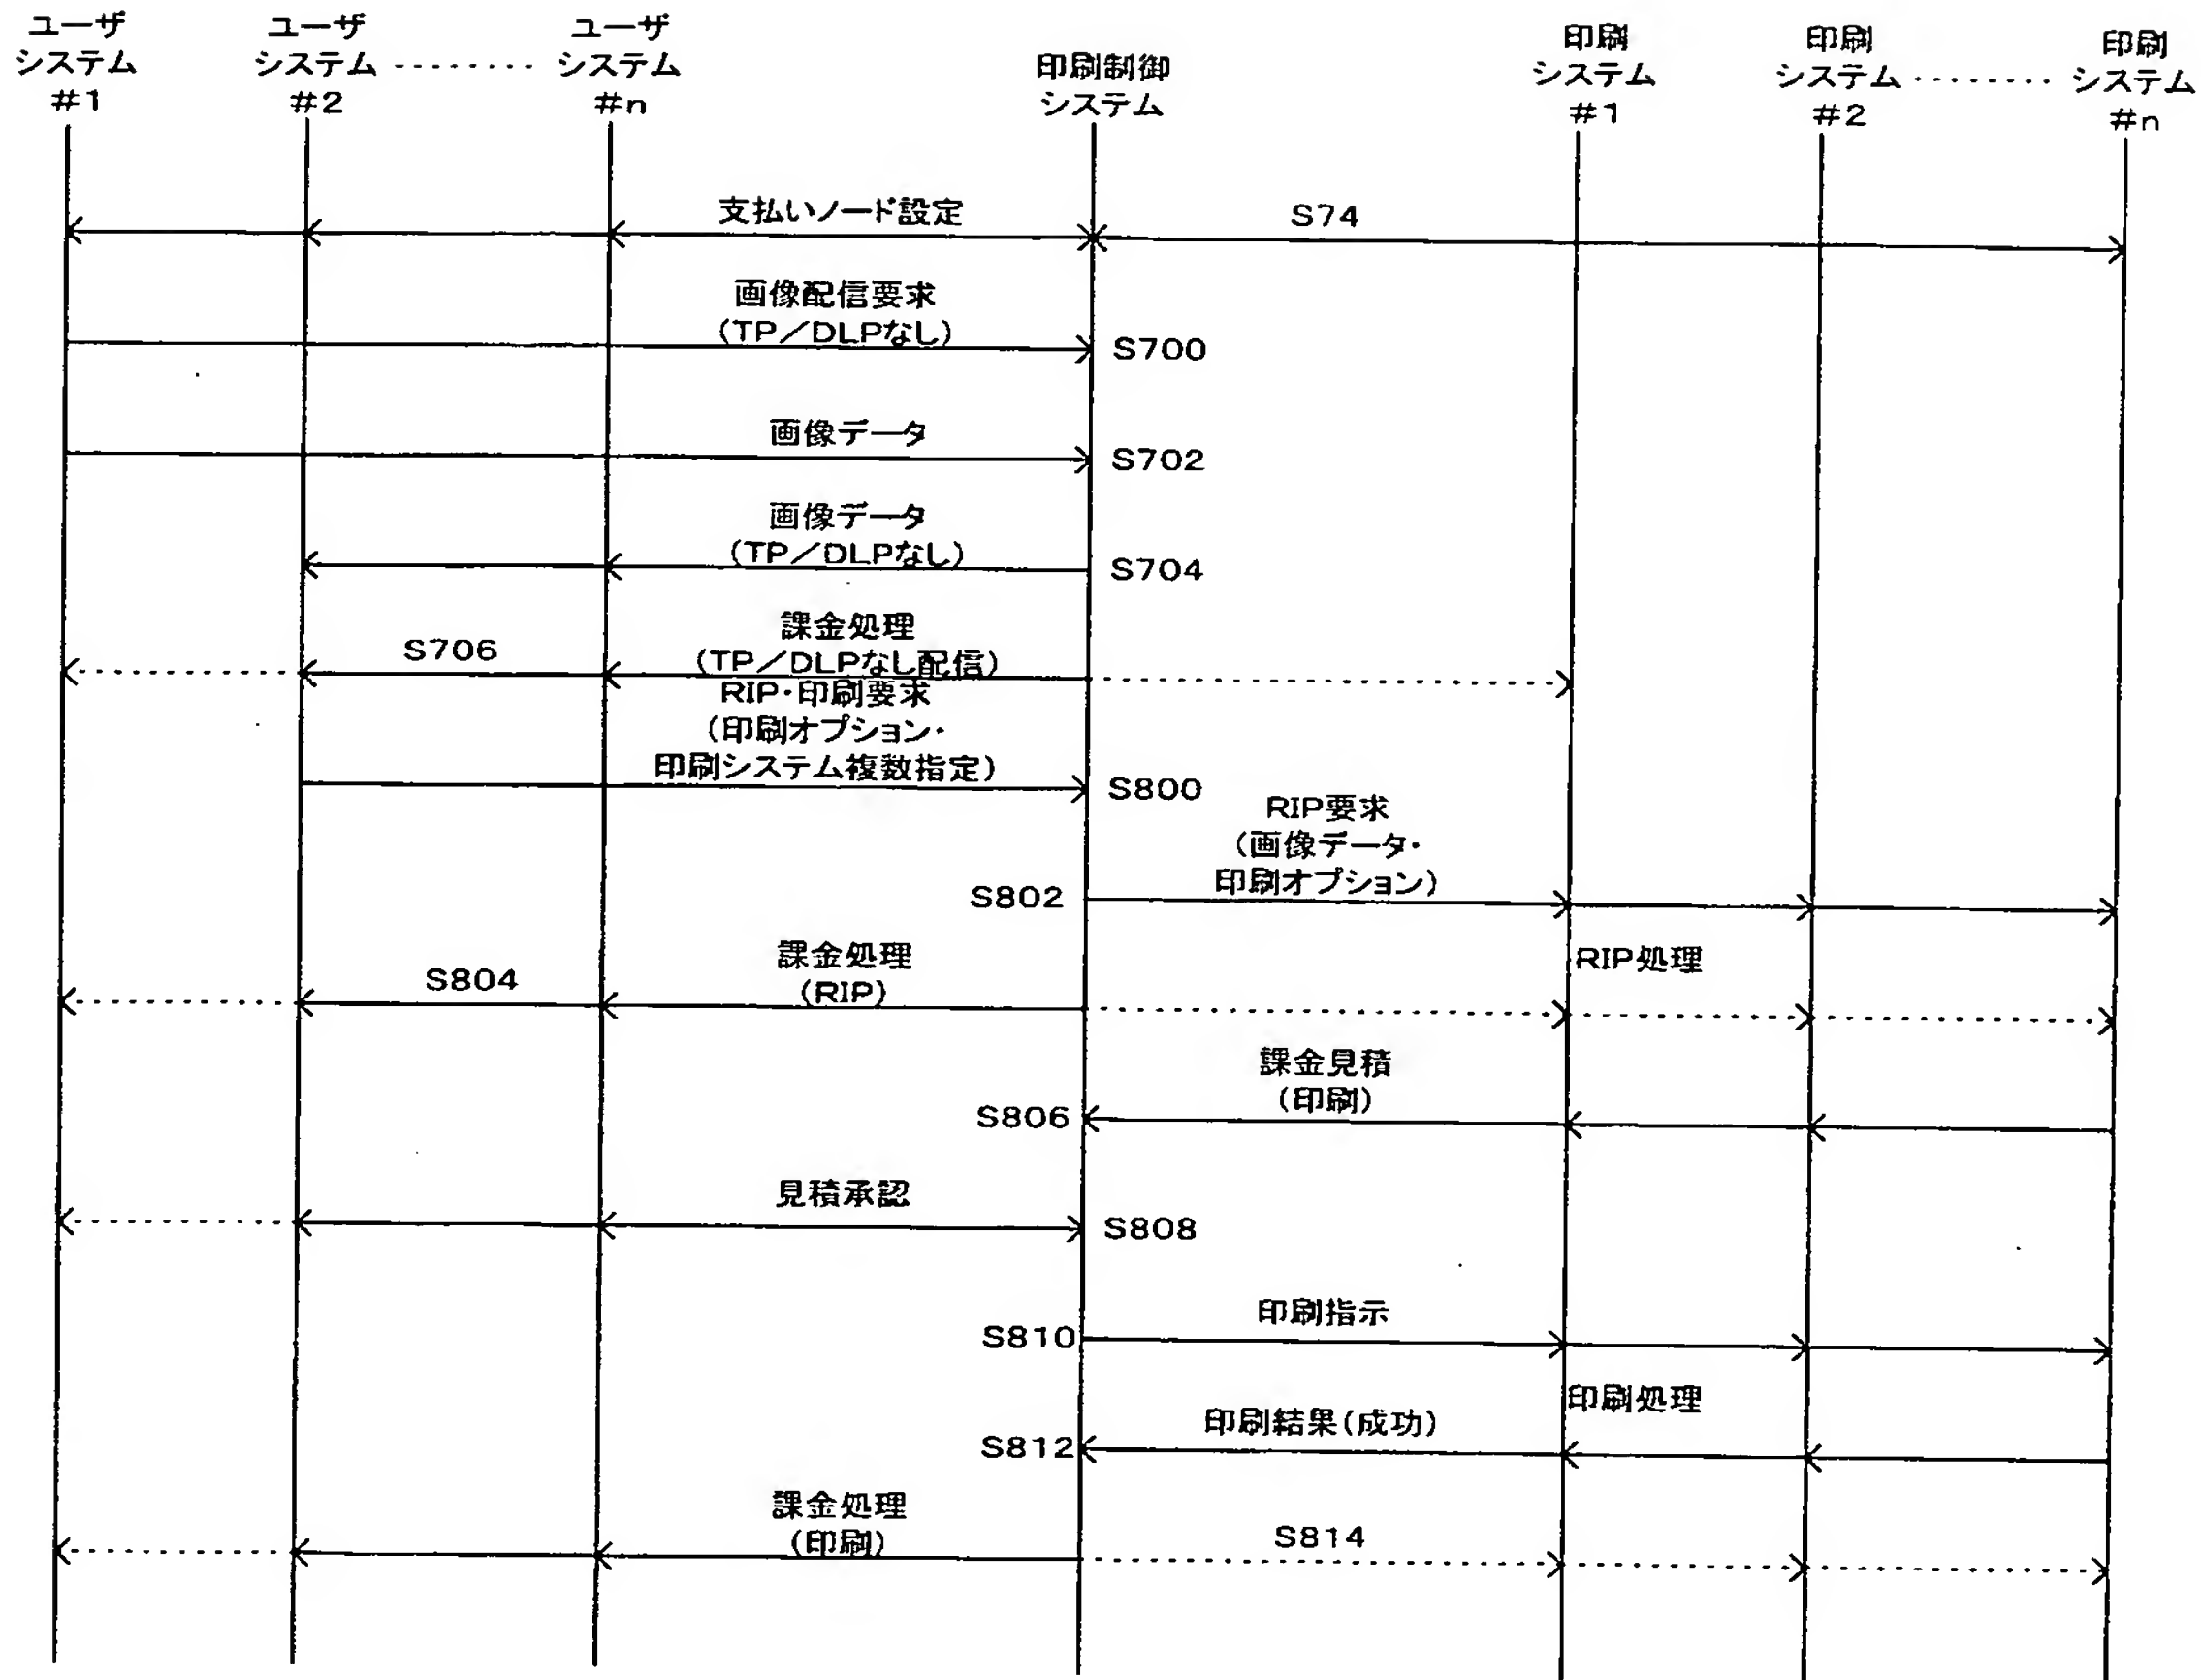 ユーザ
システム
#1
ユーザ
システム
#2
ユーザ
システム
#n
印刷制御
システム
印刷
システム
#1
印刷
システム
#2
印刷
システム
#n
支払いノード設定
S74
画像配信要求
(TP／DLPなし)
S700
画像データ
S702
画像データ
(TP／DLPなし)
S704
課金処理
(TP／DLPなし配信)
S706
RIP・印刷要求
(印刷オプション・
印刷システム複数指定)
S800
RIP要求
(画像データ・
印刷オプション)
S802
RIP処理
課金処理
(RIP)
S804
課金見積
(印刷)
S806
見積承認
S808
印刷指示
S810
印刷処理
印刷結果(成功)
S812
課金処理
(印刷)
S814